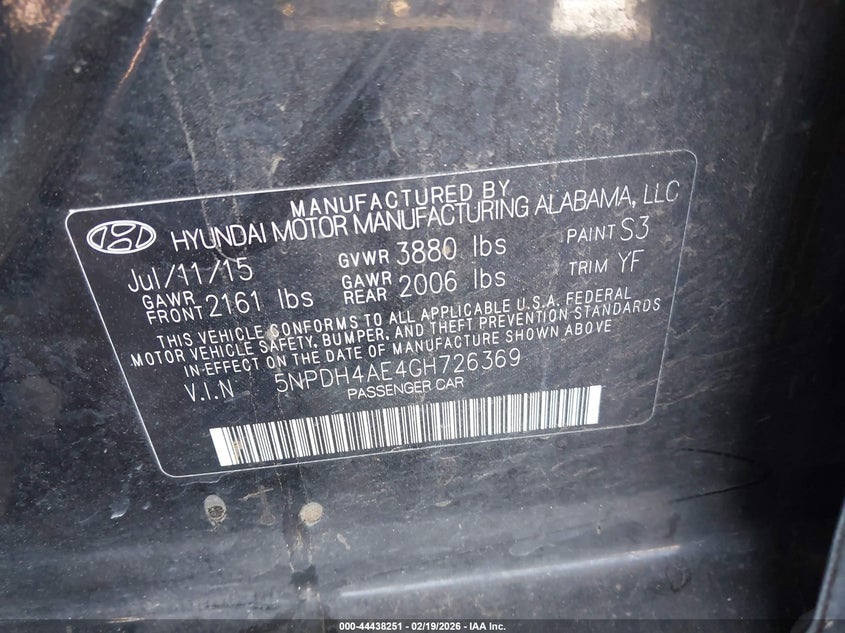 MANUFACTURED BY
HYUNDAI MOTOR MANUFACTURING ALABAMA, LLC
Jul/11/15 GVWR 3880 lbs PAINT S3
GAWR FRONT 2161 lbs GAWR REAR 2006 lbs TRIM YF
THIS VEHICLE CONFORMS TO ALL APPLICABLE U.S.A. FEDERAL
MOTOR VEHICLE SAFETY, BUMPER, AND THEFT PREVENTION STANDARDS
IN-EFFECT ON THE DATE OF MANUFACTURE SHOWN ABOVE
V.I.N 5NPDH4AE4GH726369
PASSENGER CAR
000-44438251 - 02/19/2026 - IAA Inc.